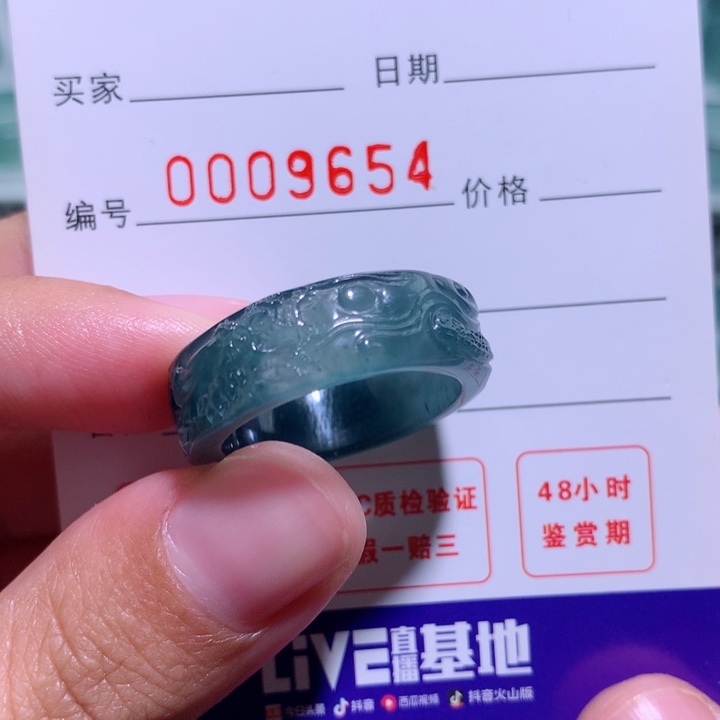 买家 日期
编号 0009654 价格
C质检验证 48小时
假一赔三 鉴赏期
LiVE直播基地
今日头条 抖音 西瓜视频 抖音火山版